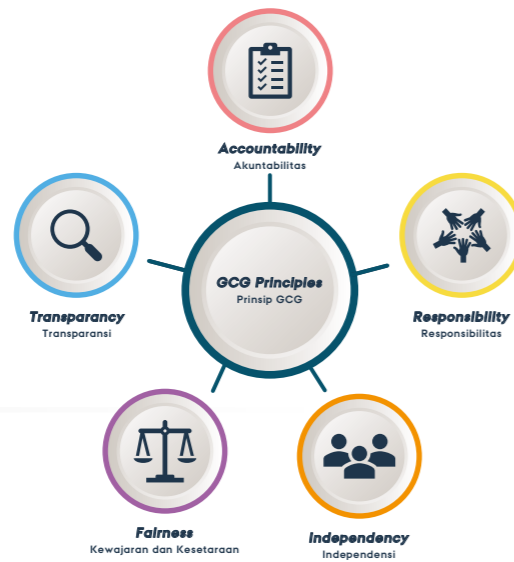 Accountability
Akuntabilitas
GCG Principles
Prinsip GCG
Transparancy
Transparansi
Responsibility
Responsibilitas
Fairness
Kewajaran dan Kesetaraan
Independency
Independensi